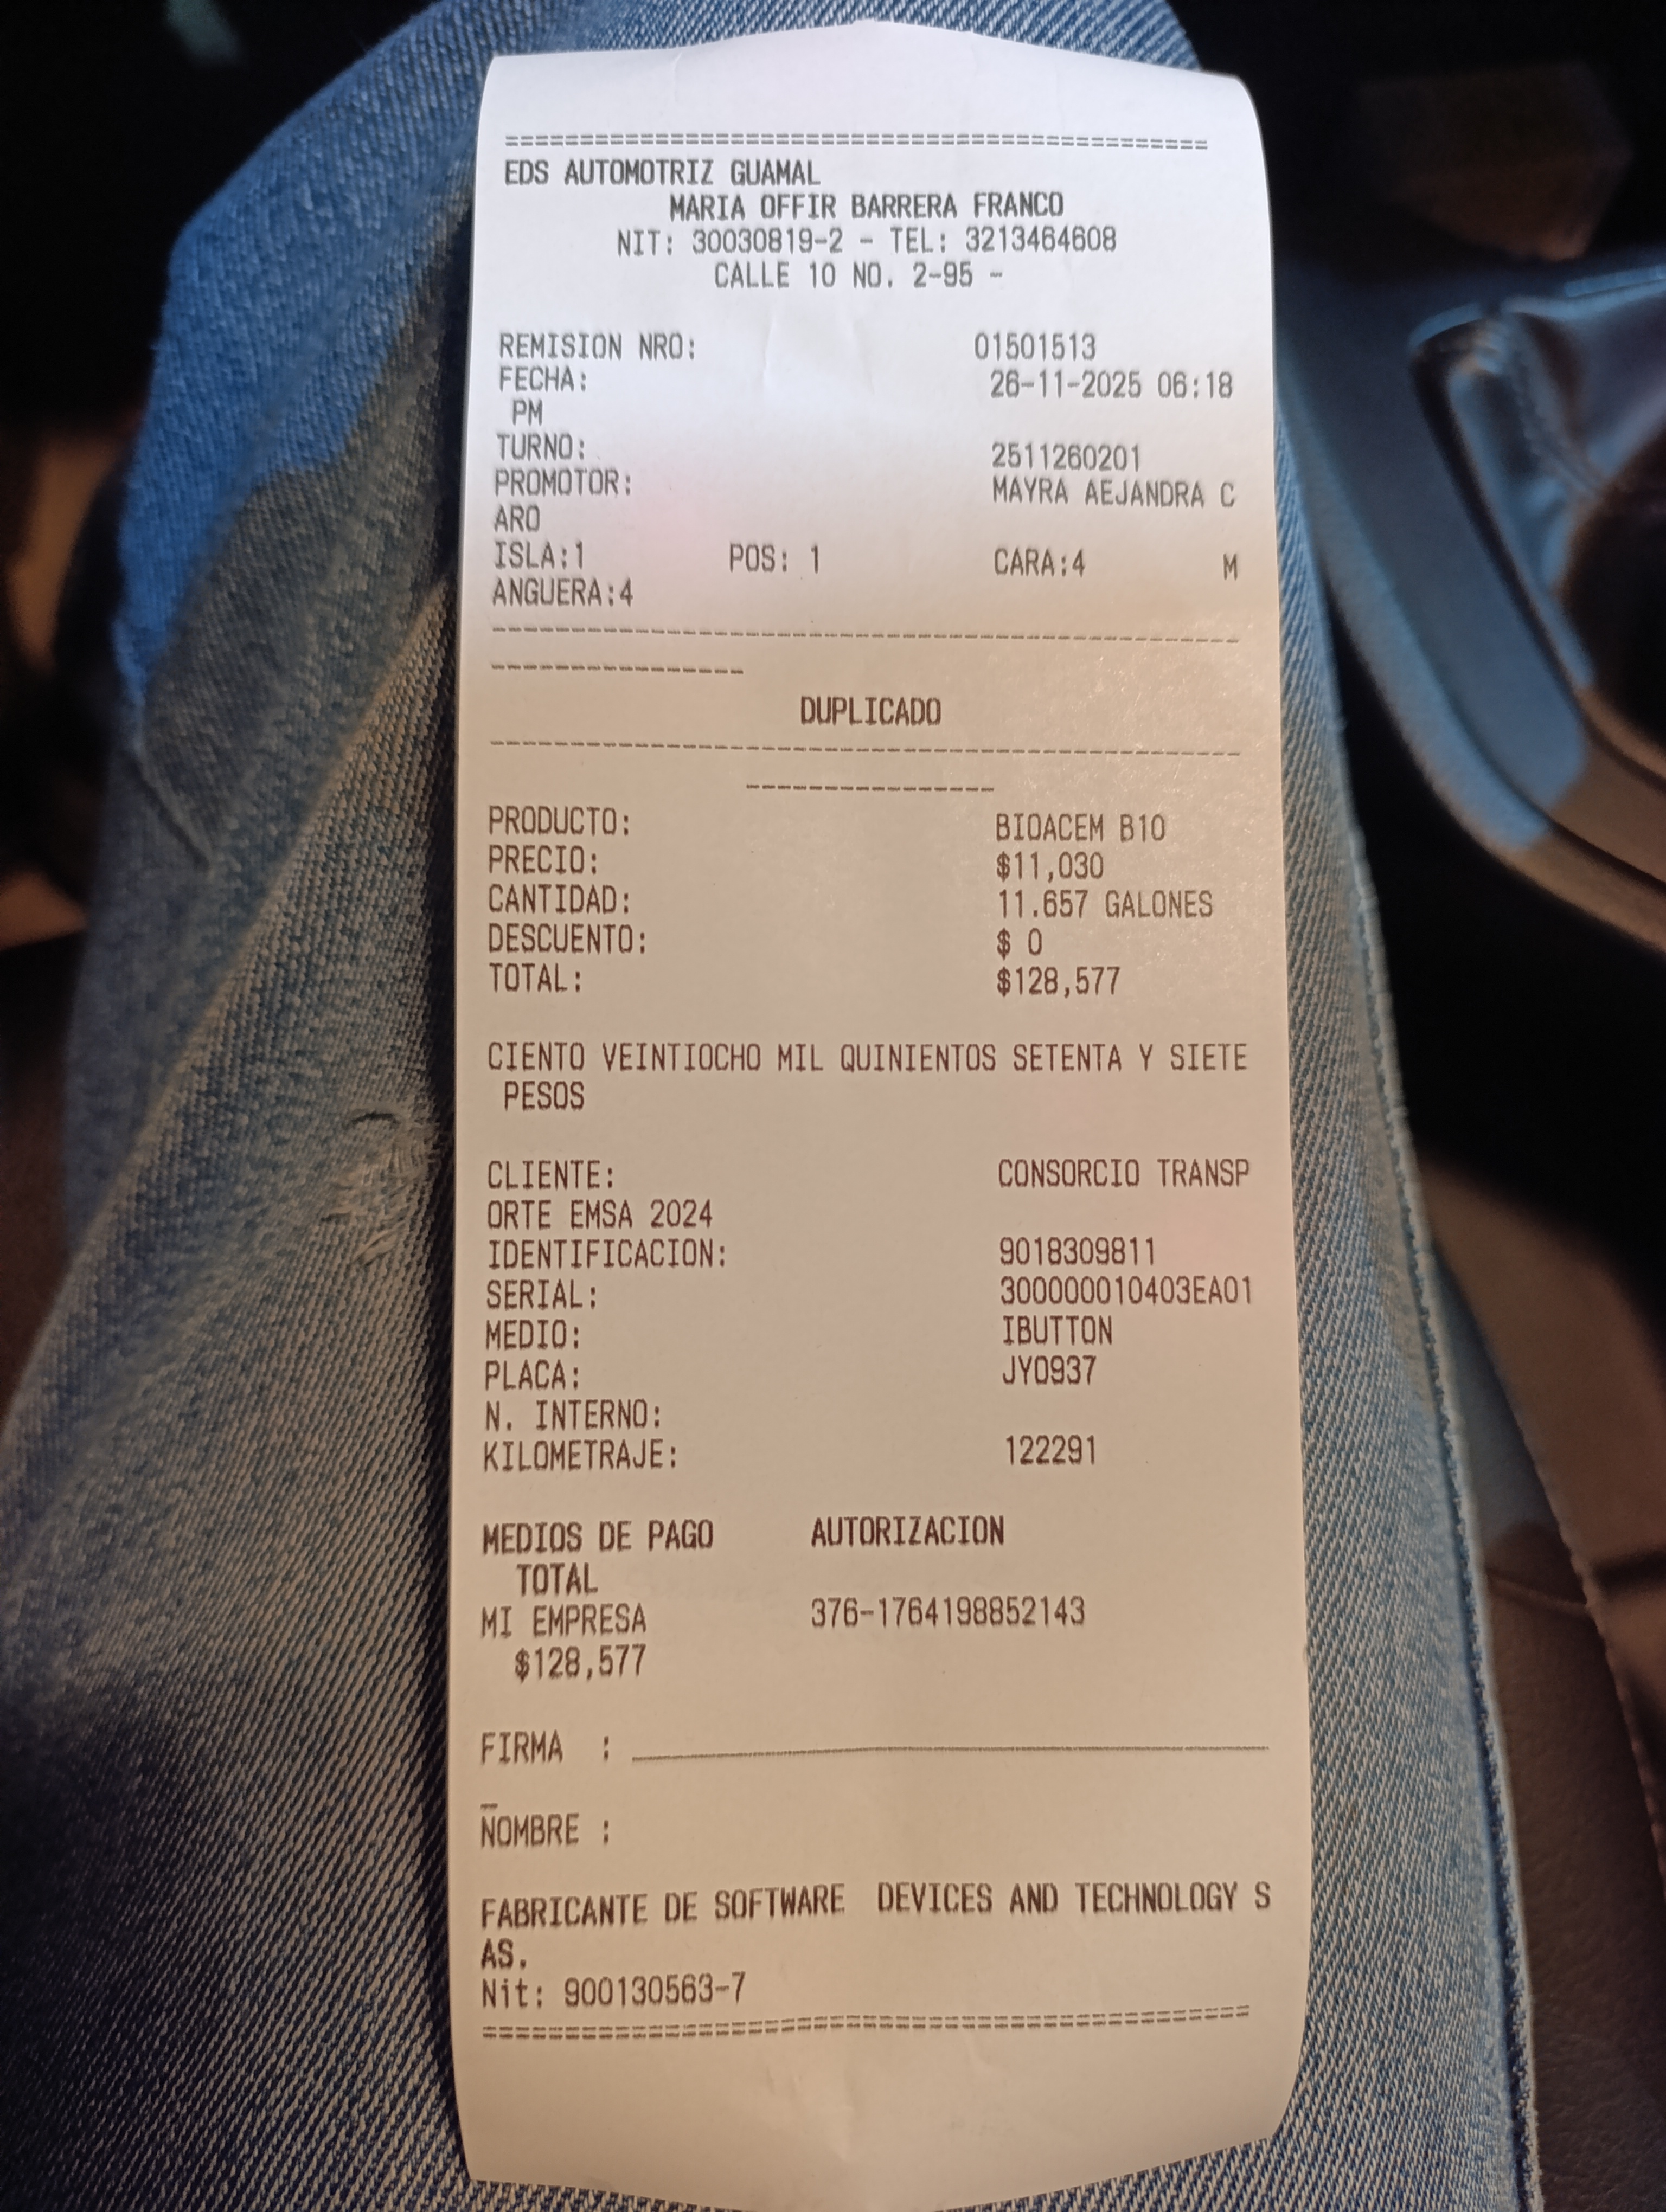 ================================================
EDS AUTOMOTRIZ GUAMAL
MARIA OFFIR BARRERA FRANCO
NIT: 30030819-2 - TEL: 3213464608
CALLE 10 NO. 2-95 -
REMISION NRO: 01501513
FECHA: 26-11-2025 06:18
PM
TURNO: 2511260201
PROMOTOR: MAYRA AEJANDRA C
ARO
ISLA:1 POS: 1 CARA:4 M
ANGUERA:4
------------------------------------------------
----------------
DUPLICADO
------------------------------------------------
----------------
PRODUCTO: BIOACEM B10
PRECIO: $11,030
CANTIDAD: 11.657 GALONES
DESCUENTO: $ 0
TOTAL: $128,577
CIENTO VEINTIOCHO MIL QUINIENTOS SETENTA Y SIETE
PESOS
CLIENTE: CONSORCIO TRANSP
ORTE EMSA 2024
IDENTIFICACION: 9018309811
SERIAL: 300000010403EA01
MEDIO: IBUTTON
PLACA: JYO937
N. INTERNO:
KILOMETRAJE: 122291
MEDIOS DE PAGO AUTORIZACION
TOTAL
MI EMPRESA 376-1764198852143
$128,577
FIRMA : ______________________________________
_
NOMBRE :
FABRICANTE DE SOFTWARE DEVICES AND TECHNOLOGY S
AS.
Nit: 900130563-7
================================================